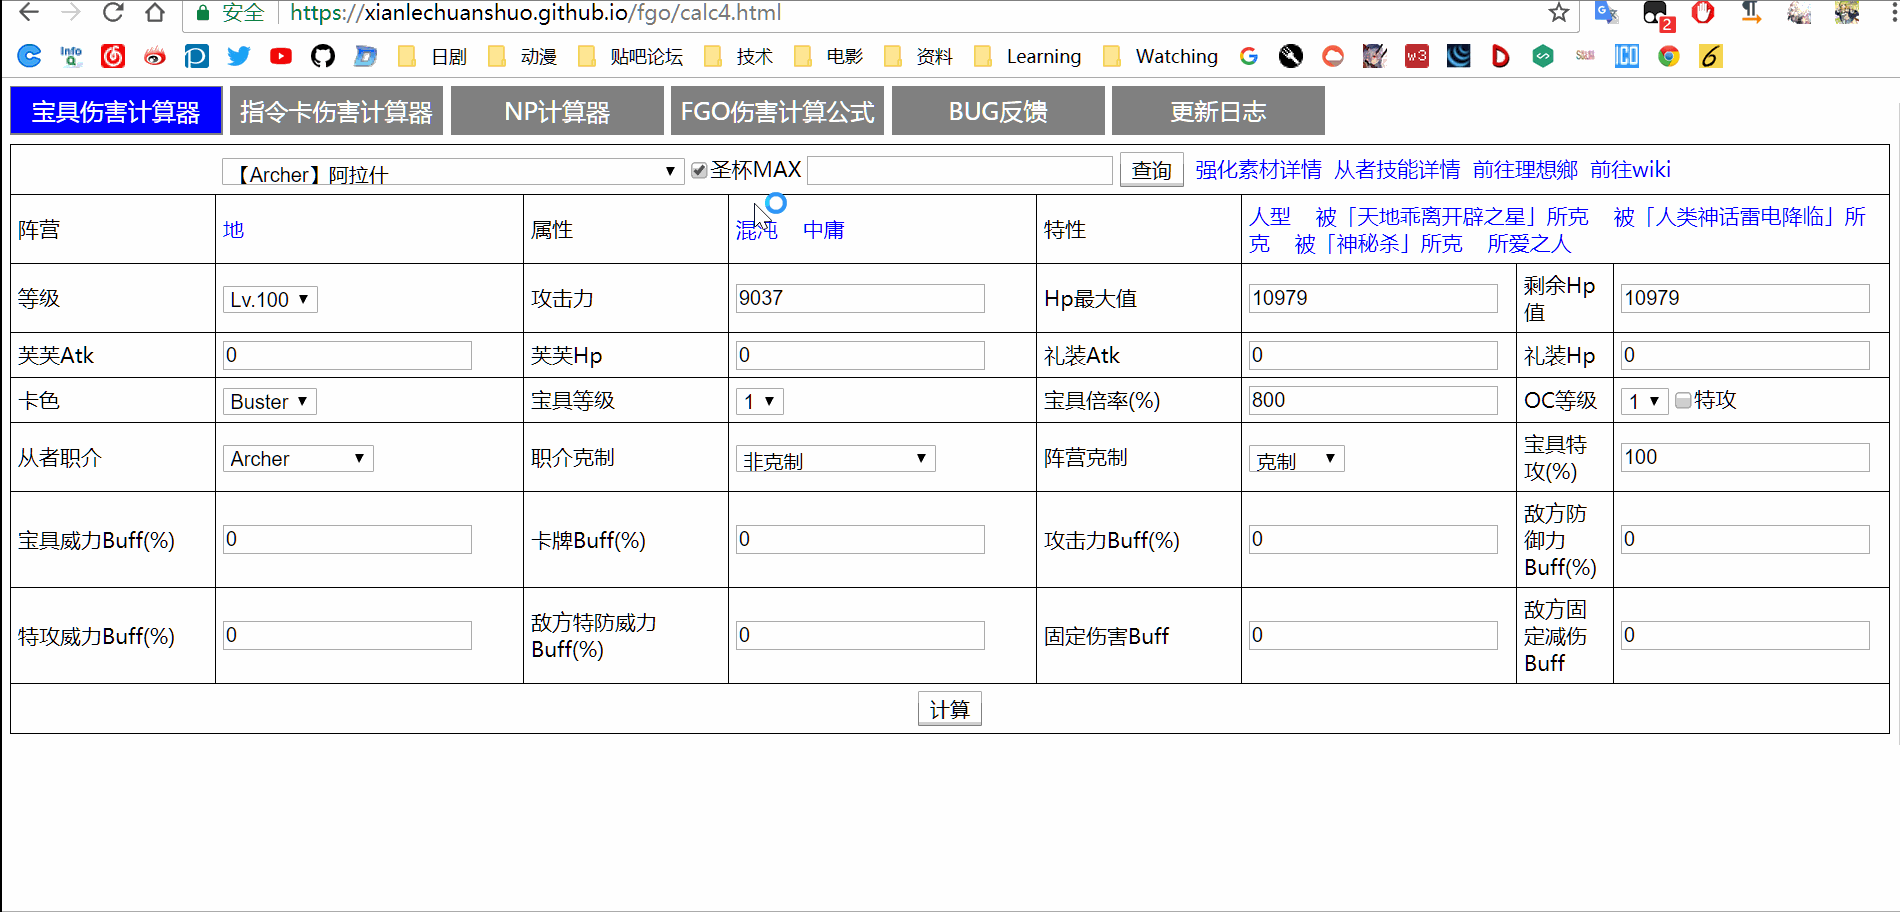 安全 https://xianlechuanshuo.github.io/fgo/calc4.html
2
日剧 动漫 贴吧论坛 技术 电影 资料 Learning Watching
宝具伤害计算器 指令卡伤害计算器 NP计算器 FGO伤害计算公式 BUG反馈 更新日志
【Archer】阿拉什 圣杯MAX 查询 强化素材详情 从者技能详情 前往理想鄉 前往wiki
阵营 地 属性 混沌 中庸 特性 人型 被「天地乖离开辟之星」所克 被「人类神话雷电降临」所
克 被「神秘杀」所克 所爱之人
等级 Lv.100 攻击力 9037 Hp最大值 10979 剩余Hp
值 10979
芙芙Atk 0 芙芙Hp 0 礼装Atk 0 礼装Hp 0
卡色 Buster 宝具等级 1 宝具倍率(%) 800 OC等级 1 特攻
从者职介 Archer 职介克制 非克制 阵营克制 克制 宝具特
攻(%) 100
宝具威力Buff(%) 0 卡牌Buff(%) 0 攻击力Buff(%) 0 敌方防
御力
Buff(%) 0
特攻威力Buff(%) 0 敌方特防威力
Buff(%) 0 固定伤害Buff 0 敌方固
定减伤
Buff 0
计算